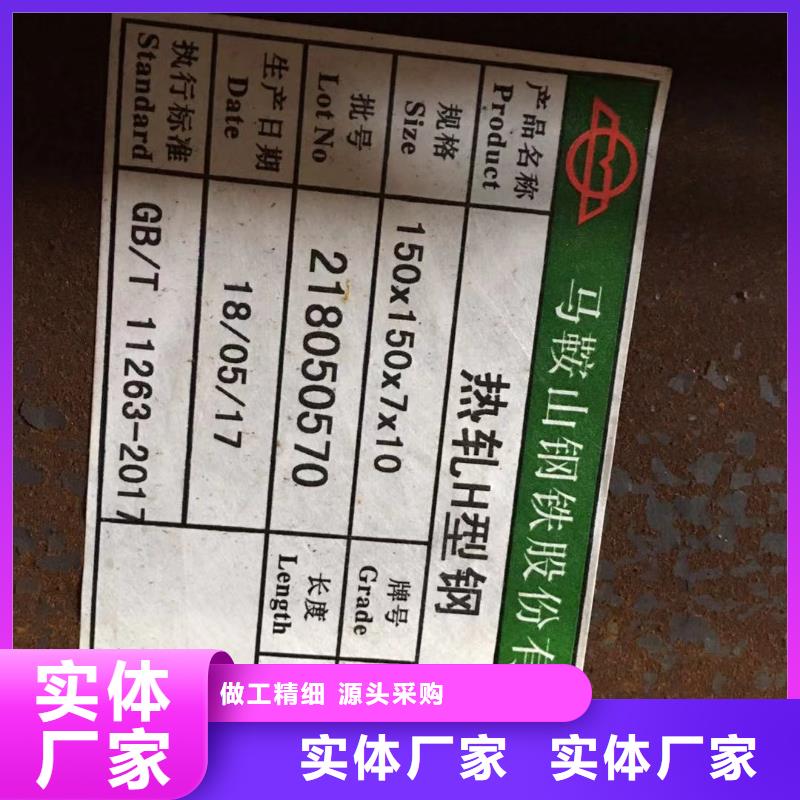 马鞍山钢铁股份有
产品名称 热轧H型钢
Product
规格 150x150x7x10 牌号
Size Grade
批号 218050570 长度
Lot No Length
生产日期 18/05/17
Date
执行标准 GB/T 11263-2017
Standard
实体
厂家
做工精细 源头采购
实体厂家 实体厂家